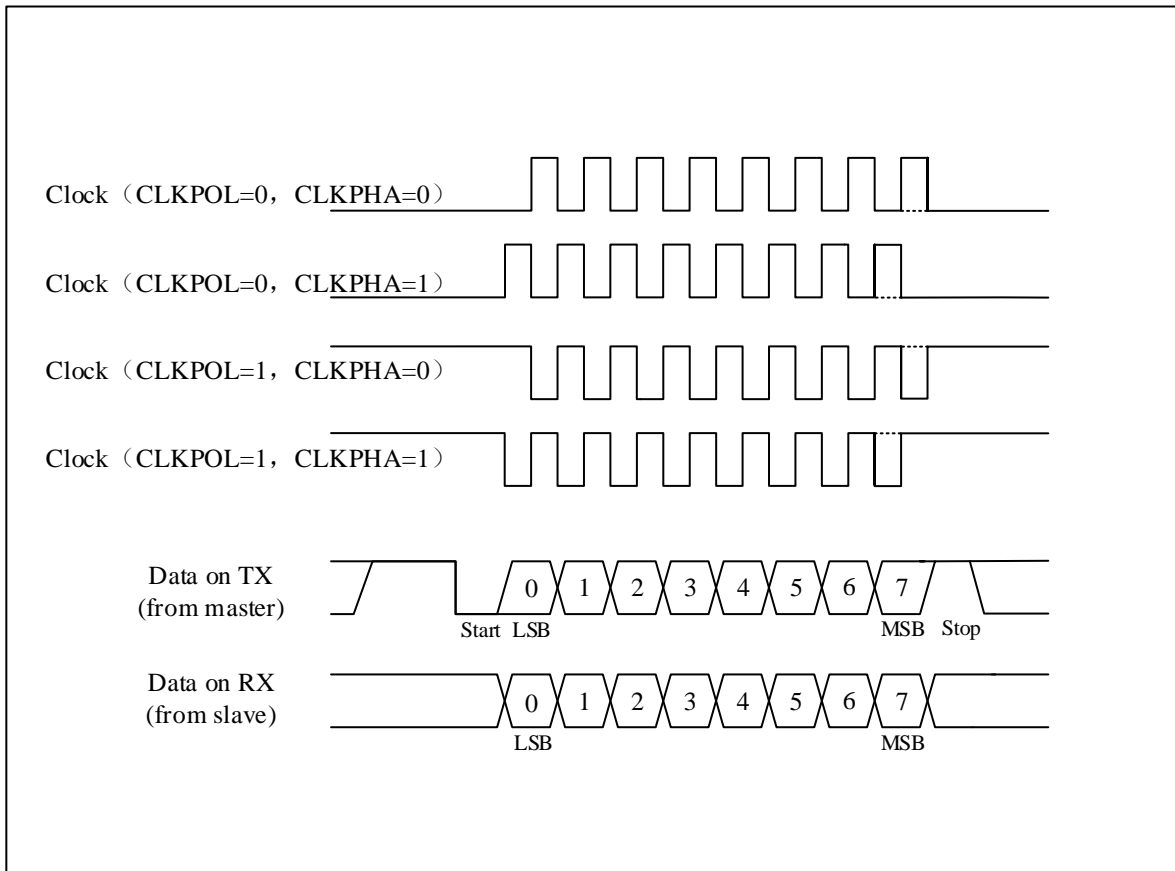 Clock（CLKPOL=0，CLKPHA=0）
Clock（CLKPOL=0，CLKPHA=1）
Clock（CLKPOL=1，CLKPHA=0）
Clock（CLKPOL=1，CLKPHA=1）
Data on TX
(from master)
0 1 2 3 4 5 6 7
Start LSB MSB Stop
Data on RX
(from slave)
0 1 2 3 4 5 6 7
LSB MSB